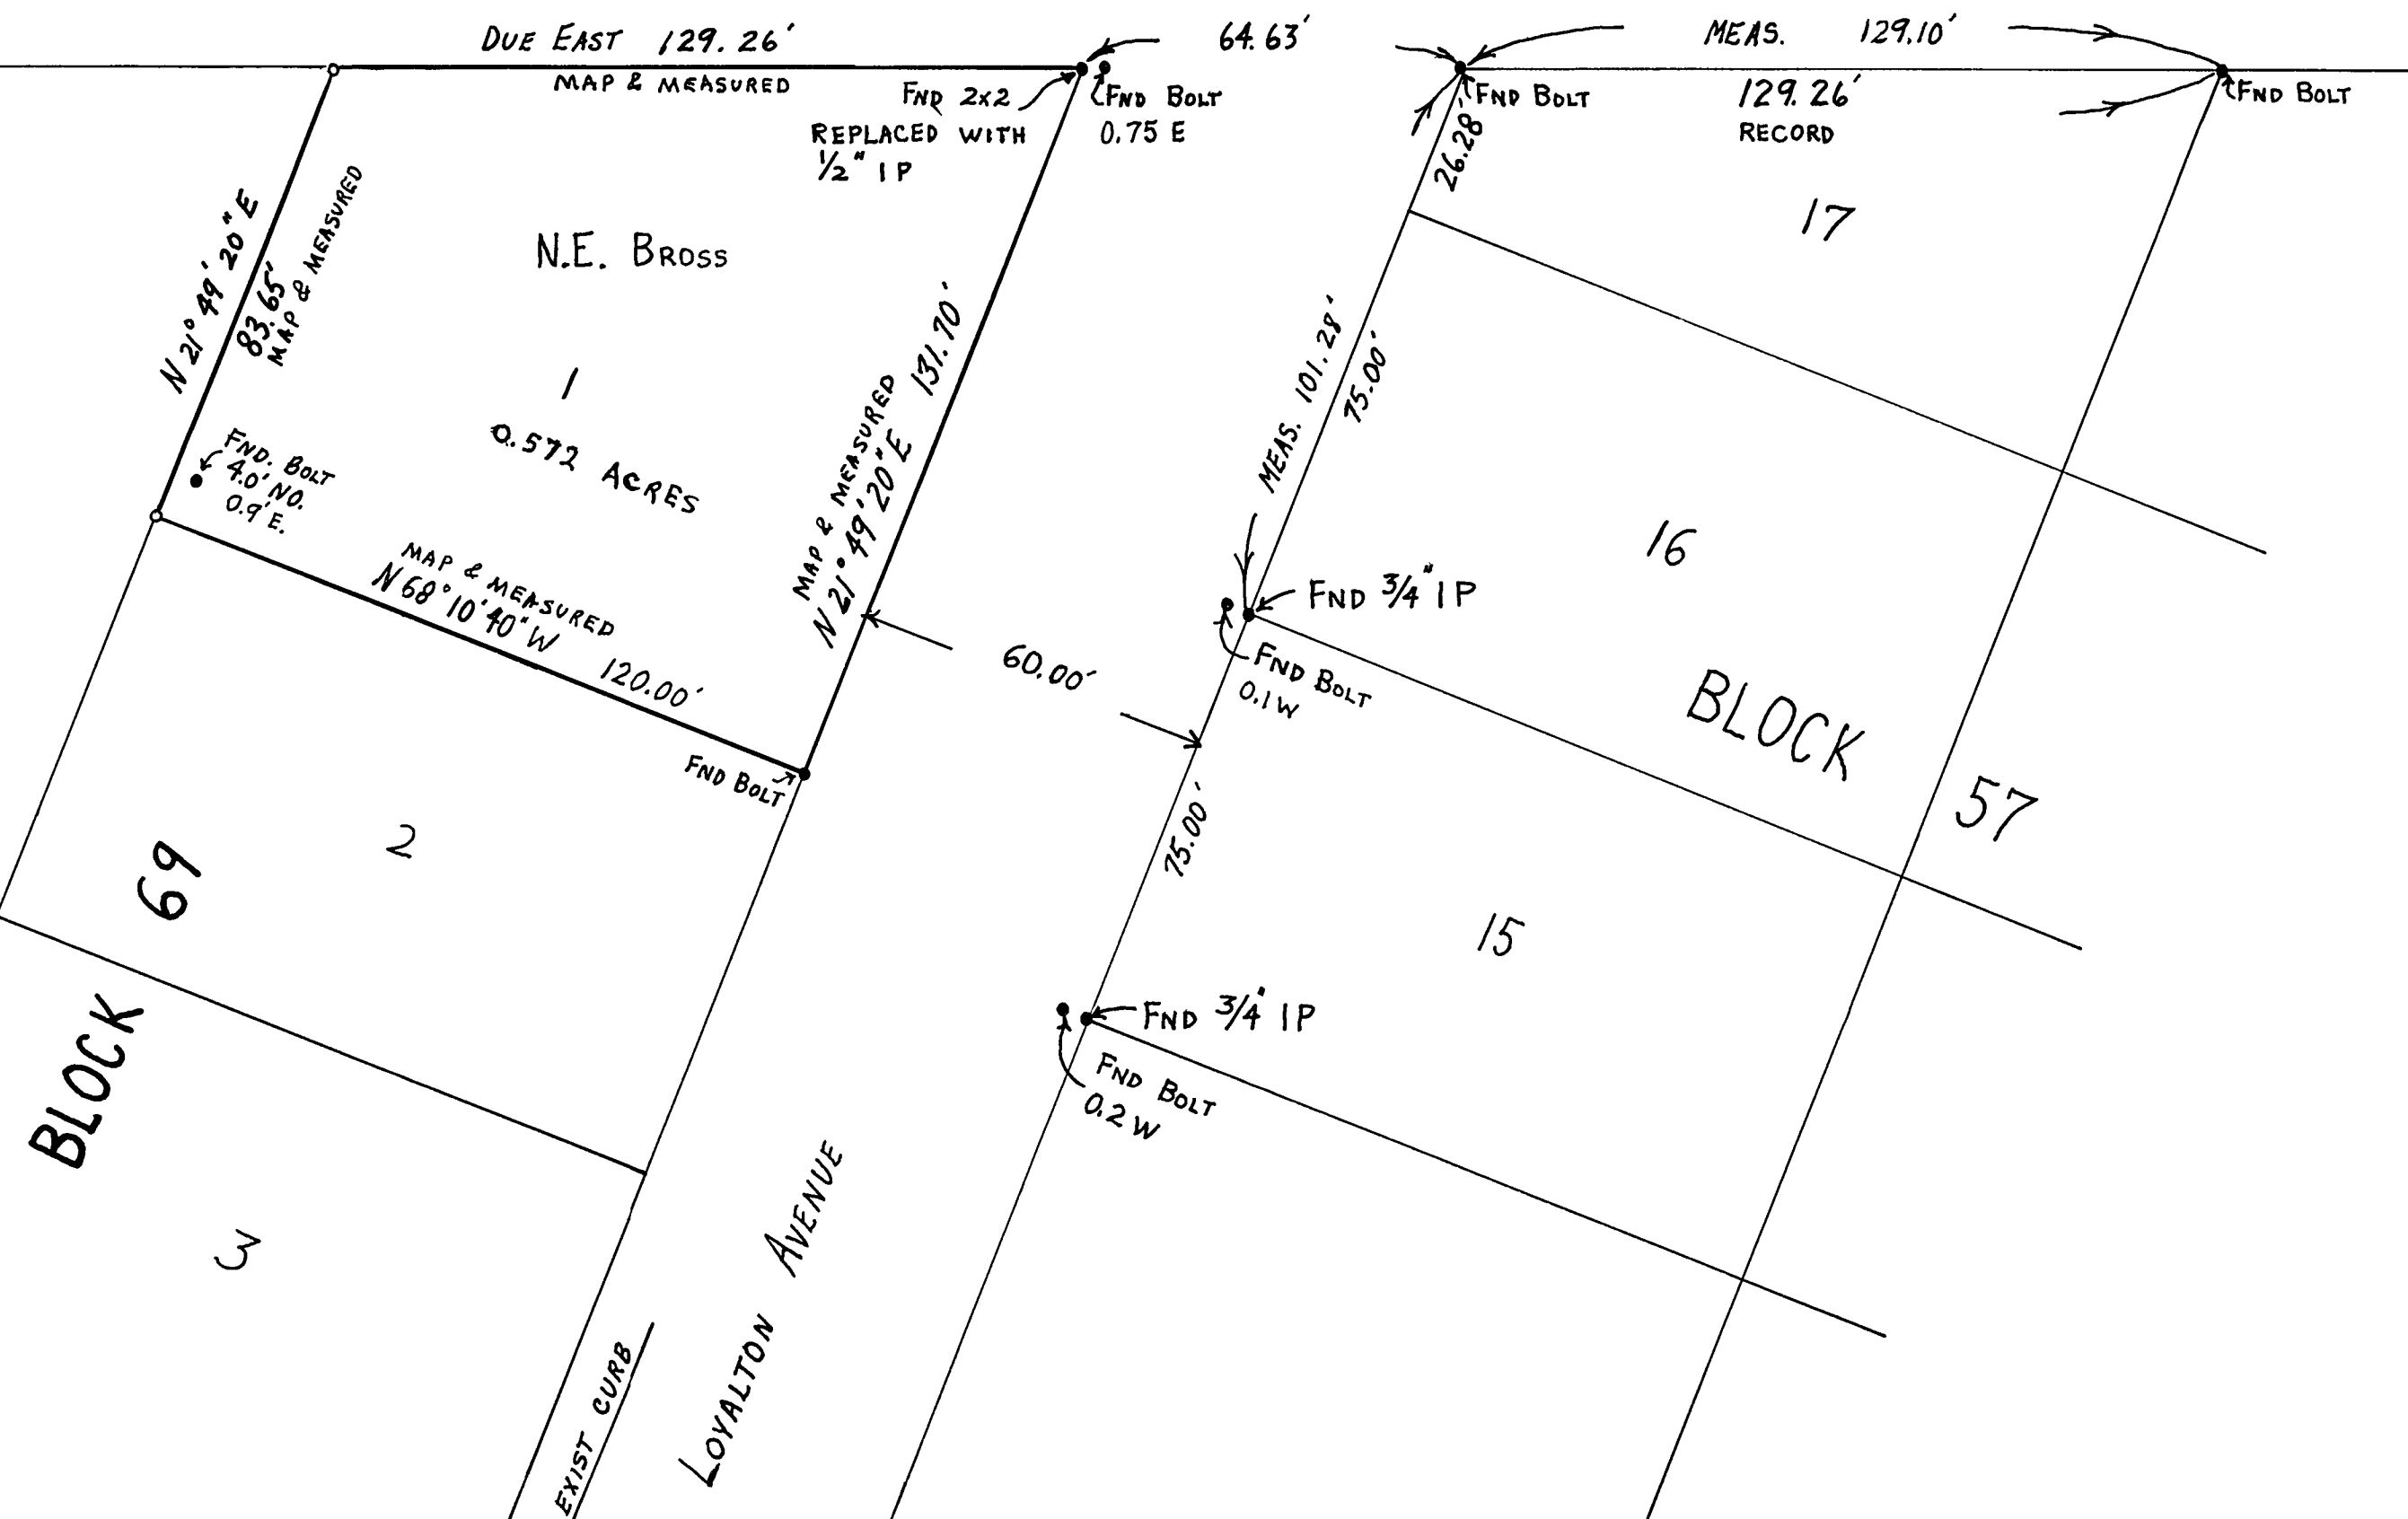 DUE EAST 129.26'
MAP & MEASURED
64.63'
MEAS. 129.10'
129.26'
RECORD
FND 2x2
REPLACED WITH
1/2" IP
FND BOLT
0.75 E
FND BOLT
FND BOLT
26.28'
17
N 21° 49' 20" E
83.65'
MAP & MEASURED
N.E. BROSS
1
0.572 ACRES
FND. BOLT
4.0' NO.
0.9' E.
MAP & MEASURED
N 21° 49' 20" E 131.70'
MEAS. 101.28'
75.00'
16
MAP & MEASURED
N 68° 10' 40" W 120.00'
FND BOLT
60.00'
FND 3/4" IP
FND BOLT
0.1 W
BLOCK 57
75.00'
2
BLOCK 69
15
FND 3/4" IP
FND BOLT
0.2 W
3
LOYALTON AVENUE
EXIST CURB